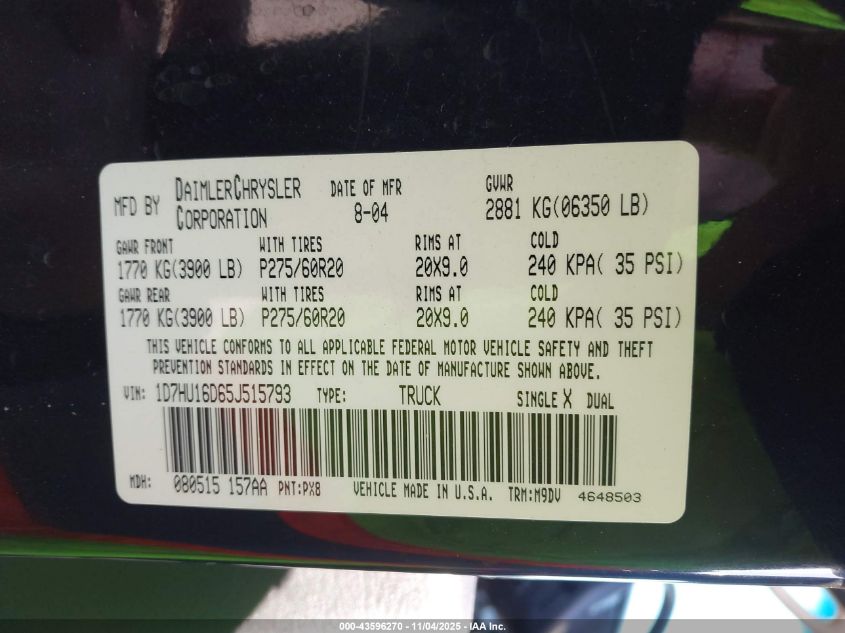 MFD BY DAIMLERCHRYSLER CORPORATION DATE OF MFR 8-04 GVWR 2881 KG(06350 LB)
GAWR FRONT WITH TIRES RIMS AT COLD
1770 KG(3900 LB) P275/60R20 20X9.0 240 KPA( 35 PSI)
GAWR REAR WITH TIRES RIMS AT COLD
1770 KG(3900 LB) P275/60R20 20X9.0 240 KPA( 35 PSI)
THIS VEHICLE CONFORMS TO ALL APPLICABLE FEDERAL MOTOR VEHICLE SAFETY AND THEFT
PREVENTION STANDARDS IN EFFECT ON THE DATE OF MANUFACTURE SHOWN ABOVE.
VIN: 1D7HU16D65J515793 TYPE: TRUCK SINGLE X DUAL
MDH: 080515 157AA PNT:PX8 VEHICLE MADE IN U.S.A. TRM:M9DV 4648503
000-43596270 - 11/04/2025 - IAA Inc.